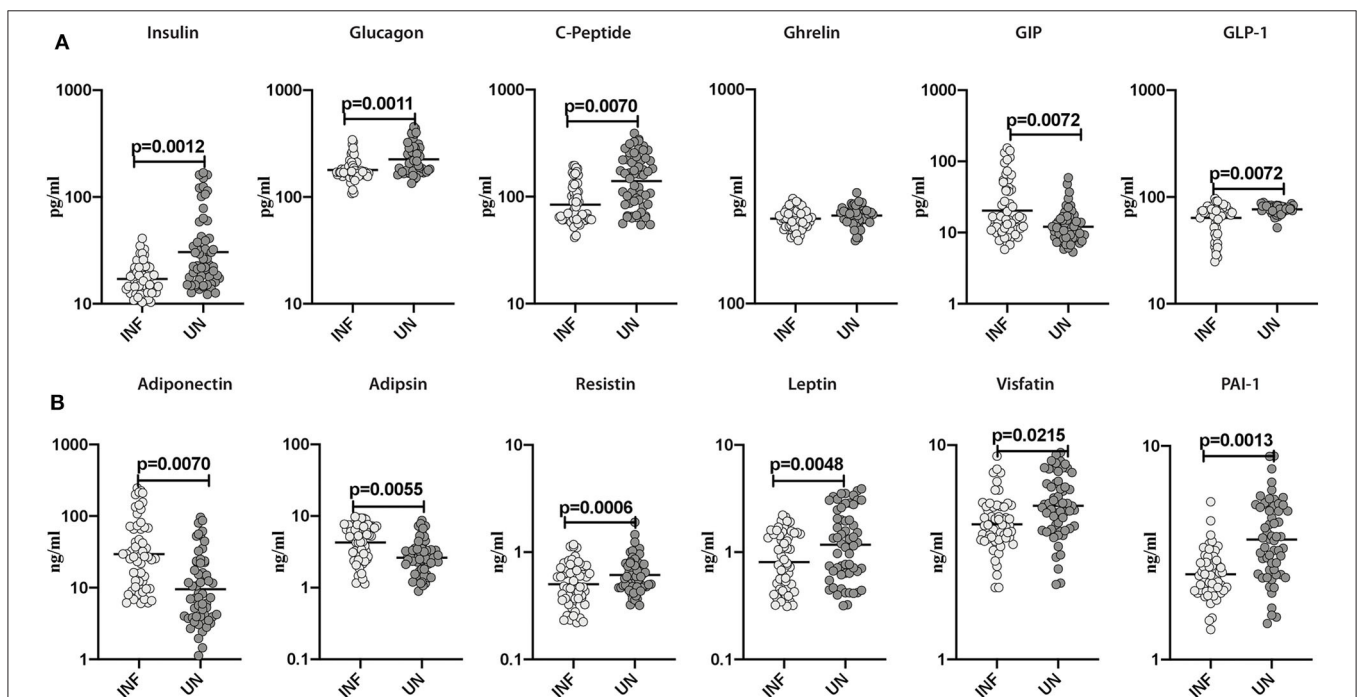 A
Insulin Glucagon C-Peptide Ghrelin GIP GLP-1
1000 1000 1000 1000 1000 1000
p=0.0012 p=0.0011 p=0.0070 p=0.0072 p=0.0072
pg/ml pg/ml pg/ml pg/ml pg/ml pg/ml
100 100 100 100 100
10
10 10 10 100 1 10
INF UN INF UN INF UN INF UN INF UN INF UN
B
Adiponectin Adipsin Resistin Leptin Visfatin PAI-1
1000 100 10 10 10 10
p=0.0070 p=0.0055 p=0.0006 p=0.0048 p=0.0215 p=0.0013
ng/ml ng/ml ng/ml ng/ml ng/ml ng/ml
100 10 1.0 1.0
10 1
1 0.1 0.1 0.1 1 1
INF UN INF UN INF UN INF UN INF UN INF UN